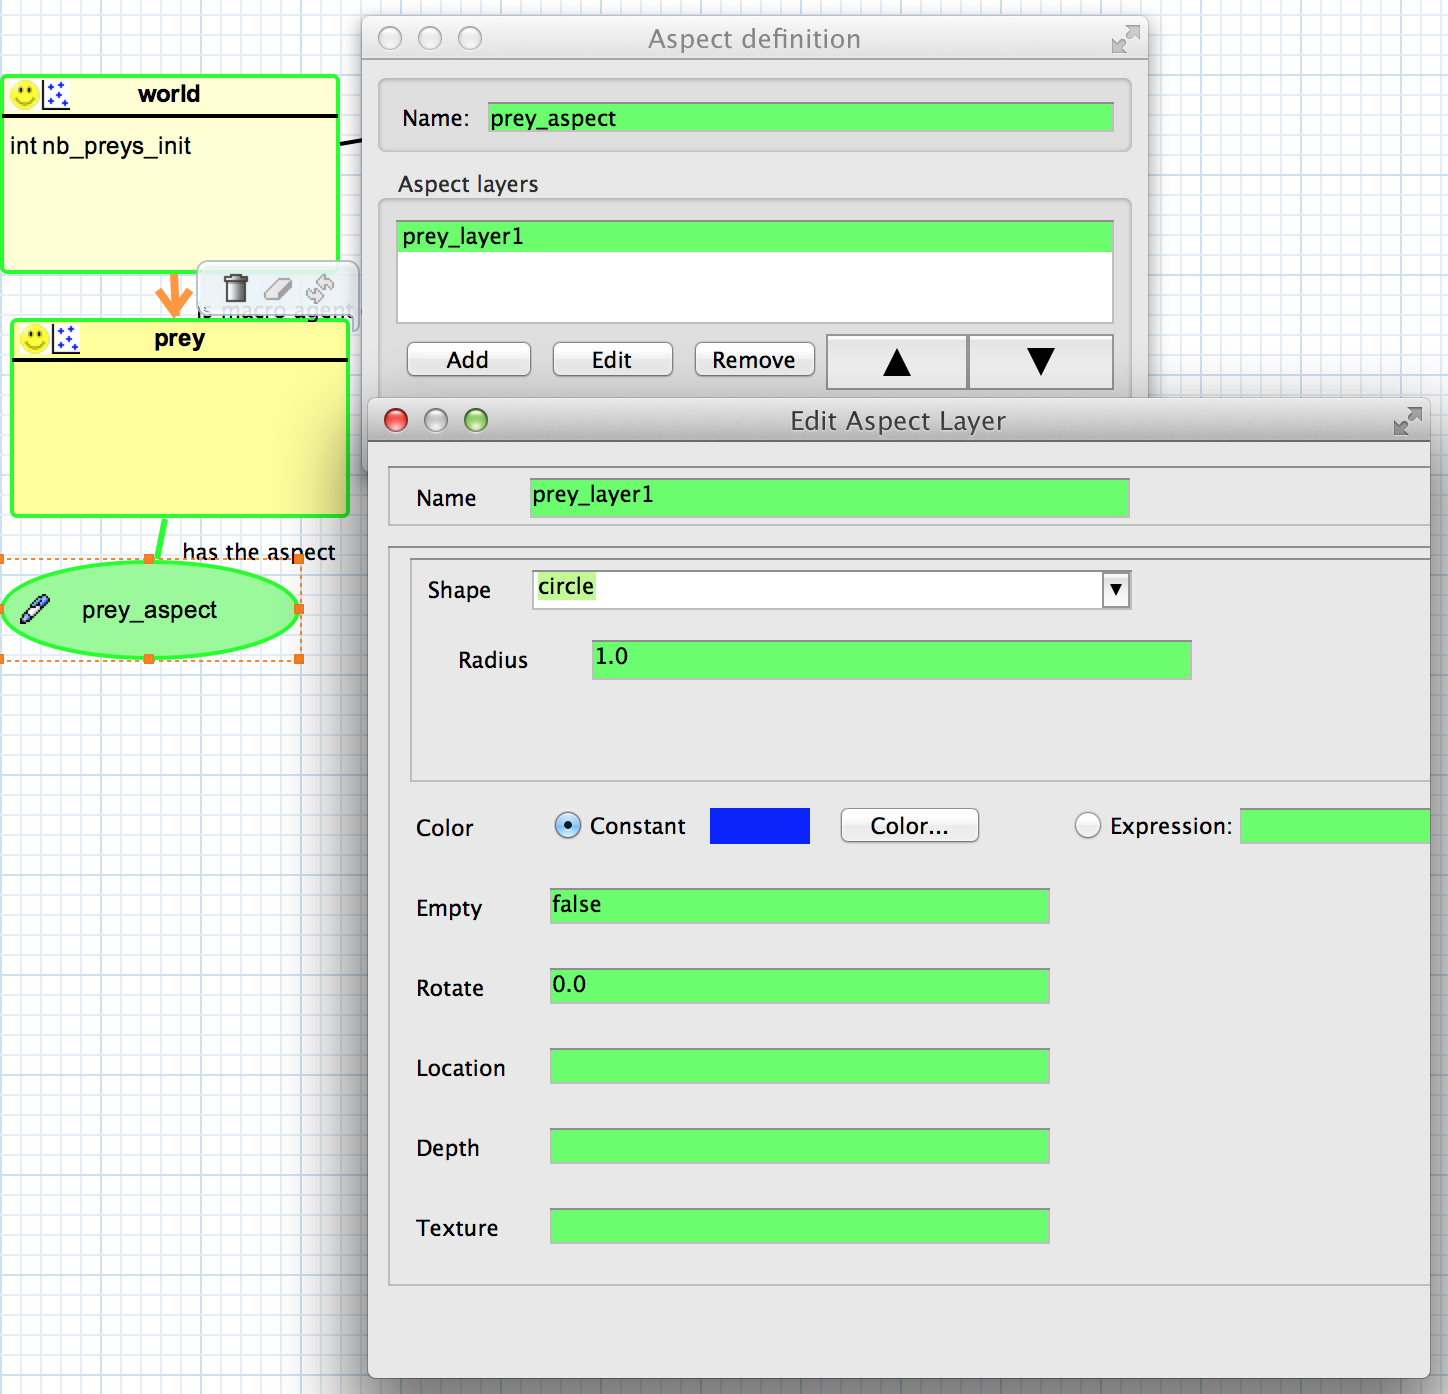 Aspect definition
world
int nb_preys_init
Name: prey_aspect
Aspect layers
prey_layer1
is macro agent
prey
Add Edit Remove
Edit Aspect Layer
Name prey_layer1
has the aspect
prey_aspect
Shape circle
Radius 1.0
Color Constant Color... Expression:
Empty false
Rotate 0.0
Location
Depth
Texture